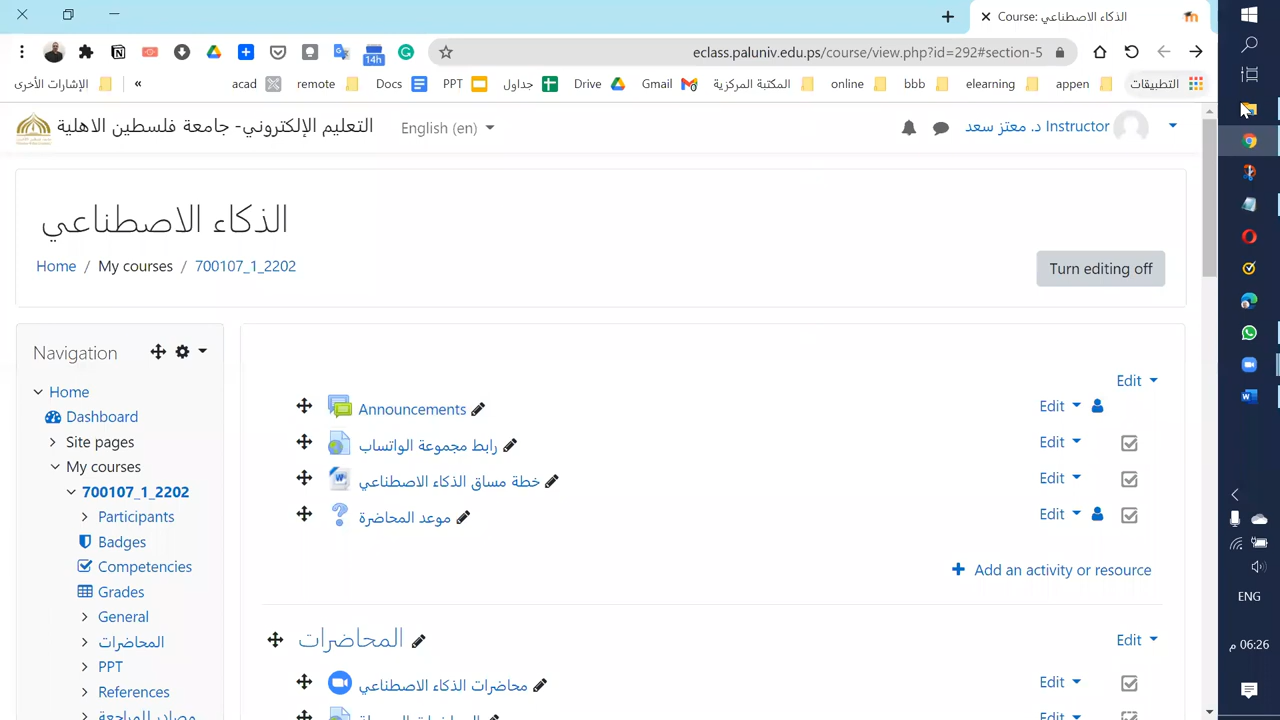 Course: الذكاء الاصطناعي
eclass.paluniv.edu.ps/course/view.php?id=292#section-5
14h
الإشارات الأخرى
«
acad
remote
Docs
PPT
جداول
Drive
Gmail
المكتبة المركزية
online
bbb
elearning
appen
التطبيقات
التعليم الإلكتروني- جامعة فلسطين الاهلية
English (en)
د. معتز سعد Instructor
الذكاء الاصطناعي
Home / My courses / 700107_1_2202
Turn editing off
Navigation
Home
Dashboard
Site pages
My courses
700107_1_2202
Participants
Badges
Competencies
Grades
General
المحاضرات
PPT
References
مصادر للمراجعة
Edit
Announcements
Edit
رابط مجموعة الواتساب
Edit
خطة مساق الذكاء الاصطناعي
Edit
موعد المحاضرة
Edit
Add an activity or resource
المحاضرات
Edit
محاضرات الذكاء الاصطناعي
Edit
Edit
ENG
06:26 م